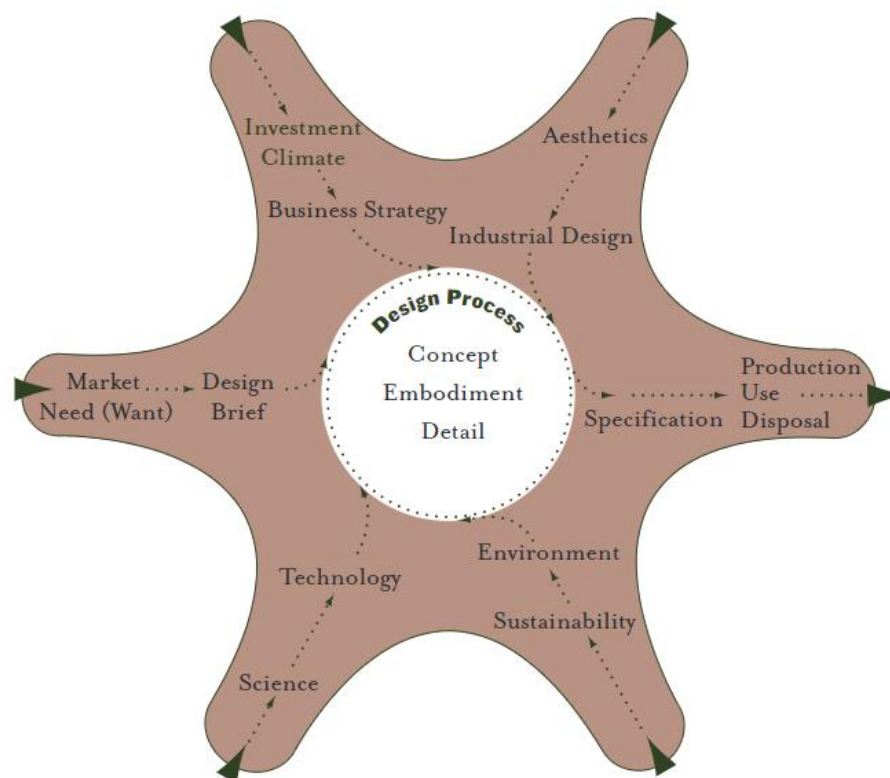 Investment
Climate
Business Strategy
Aesthetics
Industrial Design
Design Process
Concept
Embodiment
Detail
Market
Need (Want)
Design
Brief
Specification
Production
Use
Disposal
Technology
Science
Environment
Sustainability